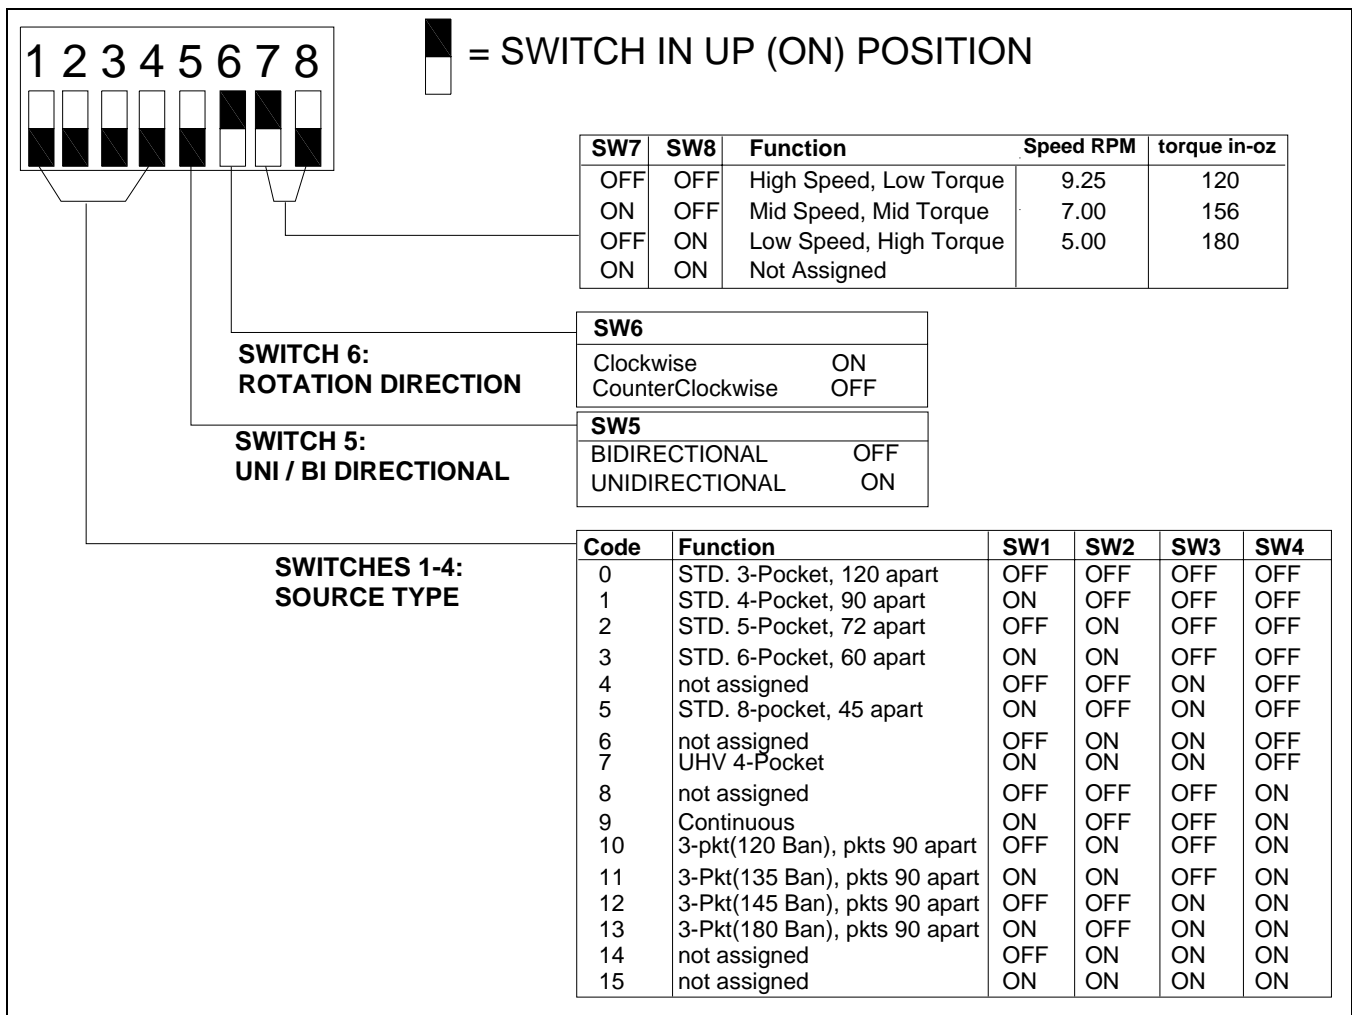 1 2 3 4 5 6 7 8
= SWITCH IN UP (ON) POSITION
SW7 SW8 Function Speed RPM torque in-oz
OFF OFF High Speed, Low Torque 9.25 120
ON OFF Mid Speed, Mid Torque 7.00 156
OFF ON Low Speed, High Torque 5.00 180
ON ON Not Assigned
SWITCH 6:
ROTATION DIRECTION
SW6
Clockwise ON
CounterClockwise OFF
SWITCH 5:
UNI / BI DIRECTIONAL
SW5
BIDIRECTIONAL OFF
UNIDIRECTIONAL ON
SWITCHES 1-4:
SOURCE TYPE
Code Function SW1 SW2 SW3 SW4
0 STD. 3-Pocket, 120 apart OFF OFF OFF OFF
1 STD. 4-Pocket, 90 apart ON OFF OFF OFF
2 STD. 5-Pocket, 72 apart OFF ON OFF OFF
3 STD. 6-Pocket, 60 apart ON ON OFF OFF
4 not assigned OFF OFF ON OFF
5 STD. 8-pocket, 45 apart ON OFF ON OFF
6 not assigned OFF ON ON OFF
7 UHV 4-Pocket ON ON ON OFF
8 not assigned OFF OFF OFF ON
9 Continuous ON OFF OFF ON
10 3-pkt(120 Ban), pkts 90 apart OFF ON OFF ON
11 3-Pkt(135 Ban), pkts 90 apart ON ON OFF ON
12 3-Pkt(145 Ban), pkts 90 apart OFF OFF ON ON
13 3-Pkt(180 Ban), pkts 90 apart ON OFF ON ON
14 not assigned OFF ON ON ON
15 not assigned ON ON ON ON